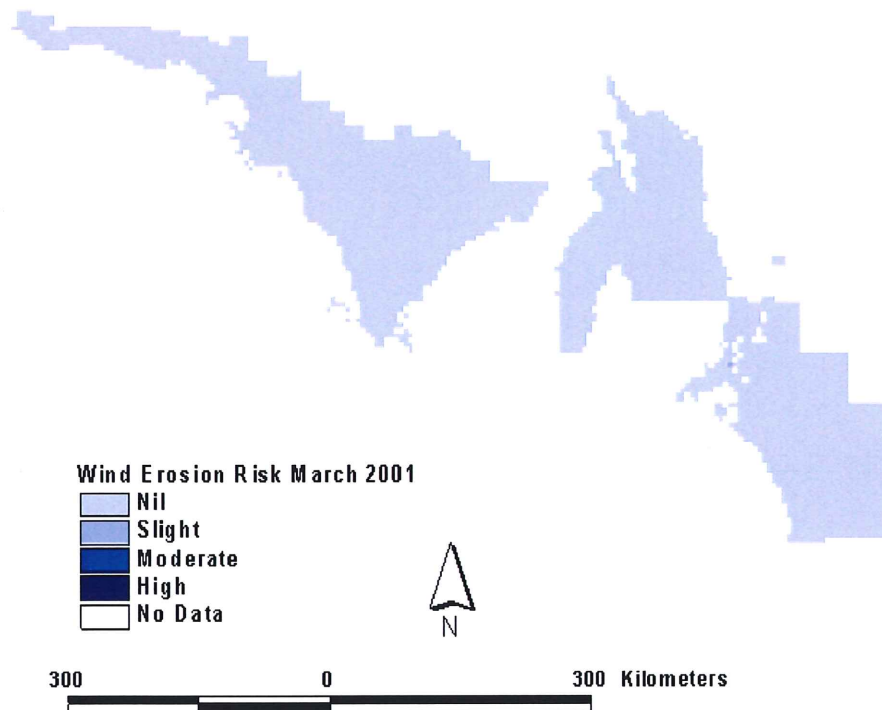 Wind Erosion Risk March 2001
Nil
Slight
Moderate
High
No Data
N
300 0 300 Kilometers